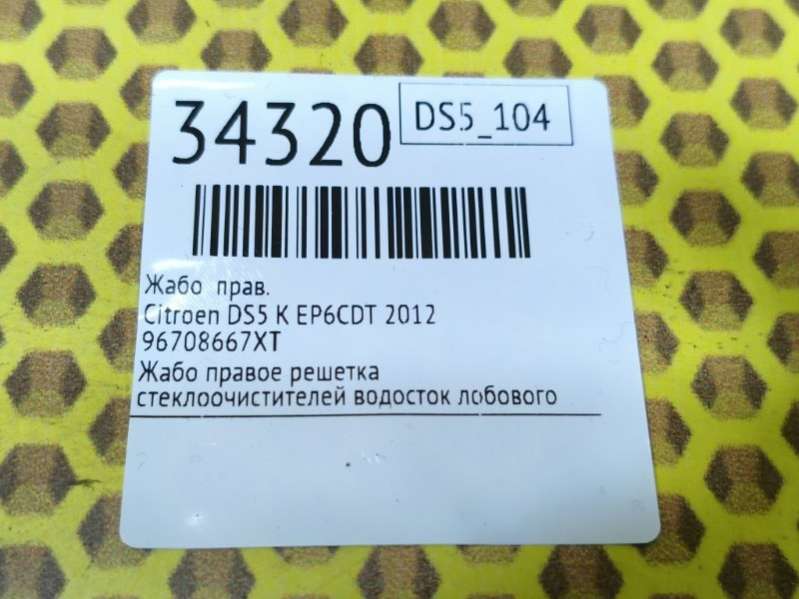 34320
DS5_104
Жабо прав.
Citroen DS5 K EP6CDT 2012
96708667XT
Жабо правое решетка
стеклоочистителей водосток лобового